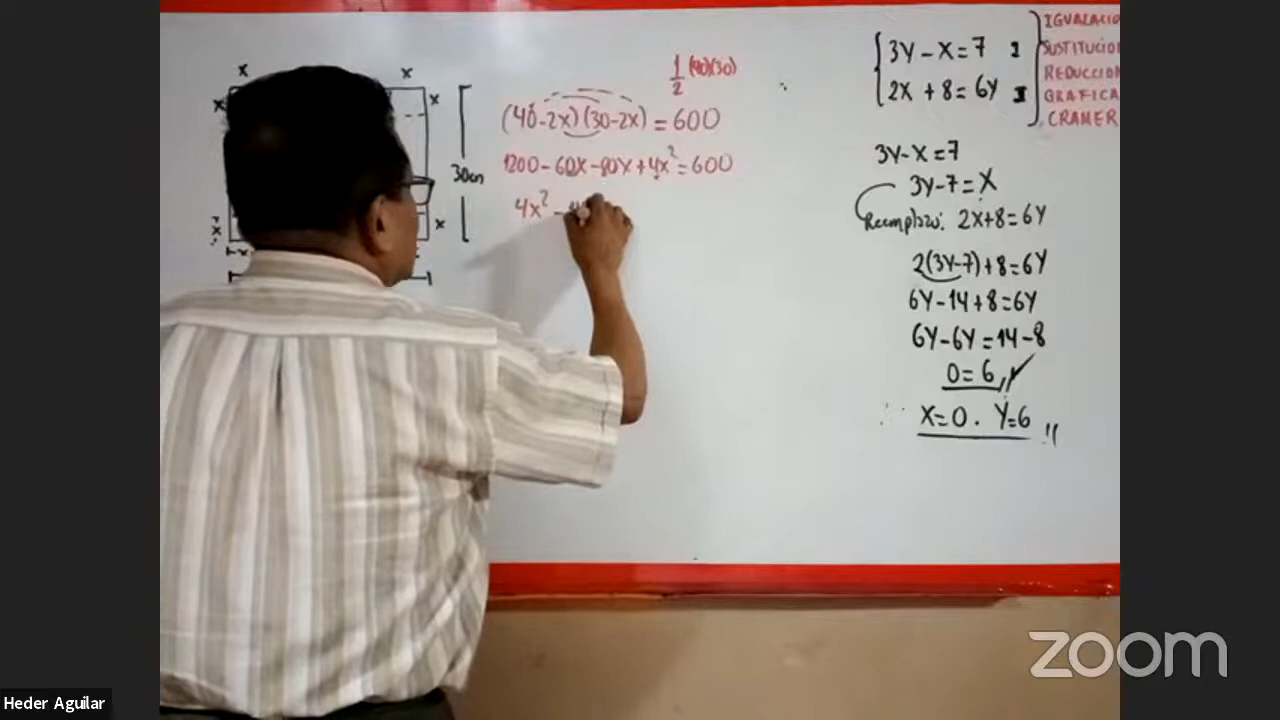 x
x
x
x
30cm
x
x
x
1/2 (40)(30)
(40-2x)(30-2x) = 600
1200 - 60x - 80x + 4x² = 600
4x² -
3Y - X = 7
2X + 8 = 6Y
IGUALACIO
SUSTITUCION
REDUCCION
GRAFICA
CRAMER
3Y - X = 7
3Y - 7 = X
Reemplazo: 2X + 8 = 6Y
2(3Y-7) + 8 = 6Y
6Y - 14 + 8 = 6Y
6Y - 6Y = 14 - 8
0 = 6
X = 0 . Y = 6
zoom
Heder Aguilar